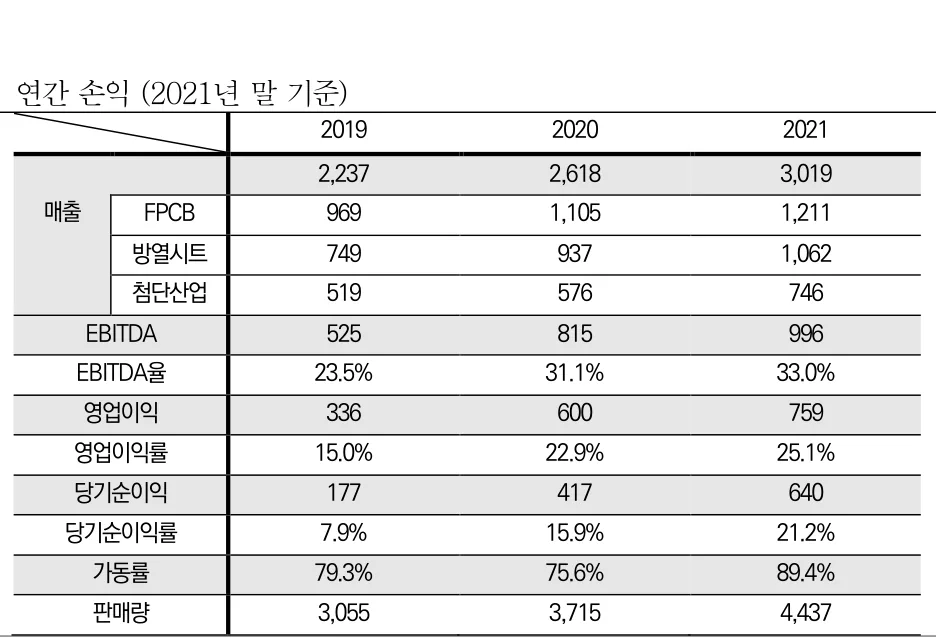 연간 손익 (2021년 말 기준)
2019 2020 2021
매출 2,237 2,618 3,019
FPCB 969 1,105 1,211
방열시트 749 937 1,062
첨단산업 519 576 746
EBITDA 525 815 996
EBITDA율 23.5% 31.1% 33.0%
영업이익 336 600 759
영업이익률 15.0% 22.9% 25.1%
당기순이익 177 417 640
당기순이익률 7.9% 15.9% 21.2%
가동률 79.3% 75.6% 89.4%
판매량 3,055 3,715 4,437